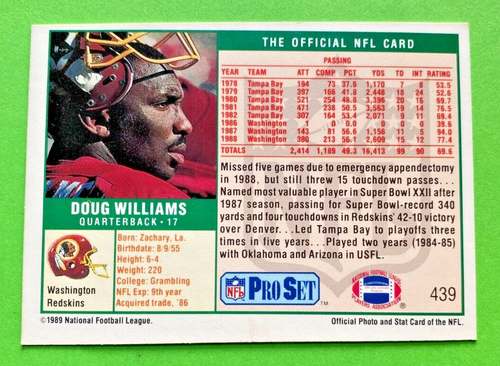 THE OFFICIAL NFL CARD
PASSING
YEAR TEAM ATT COMP PCT YDS TD INT RATING
1978 Tampa Bay 194 73 37.6 1,170 7 8 53.5
1979 Tampa Bay 397 166 41.8 2,448 18 24 52.6
1980 Tampa Bay 521 254 48.8 3,396 20 16 69.7
1981 Tampa Bay 471 238 50.5 3,563 19 14 76.5
1982 Tampa Bay 307 164 53.4 2,071 9 11
1986 Washington 1 0 0.0 0 0 0 39.6
1987 Washington 143 81 56.6 1,156 11 5 94.0
1988 Washington 380 213 56.1 2,609 15 12 77.4
TOTALS 2,414 1,189 49.3 16,413 99 90 69.6
DOUG WILLIAMS
QUARTERBACK • 17
Washington
Redskins
Born: Zachary, La.
Birthdate: 8/9/55
Height: 6-4
Weight: 220
College: Grambling
NFL Exp: 9th year
Acquired trade, '86
Missed five games due to emergency appendectomy
in 1988, but still threw 15 touchdown passes...
Named most valuable player in Super Bowl XXII after
1987 season, passing for Super Bowl-record 340
yards and four touchdowns in Redskins' 42-10 victory
over Denver...Led Tampa Bay to playoffs three
times in five years...Played two years (1984-85)
with Oklahoma and Arizona in USFL.
NFL PRO SET ™
NATIONAL FOOTBALL LEAGUE
PLAYERS ASSOCIATION
439
©1989 National Football League.
Official Photo and Stat Card of the NFL.